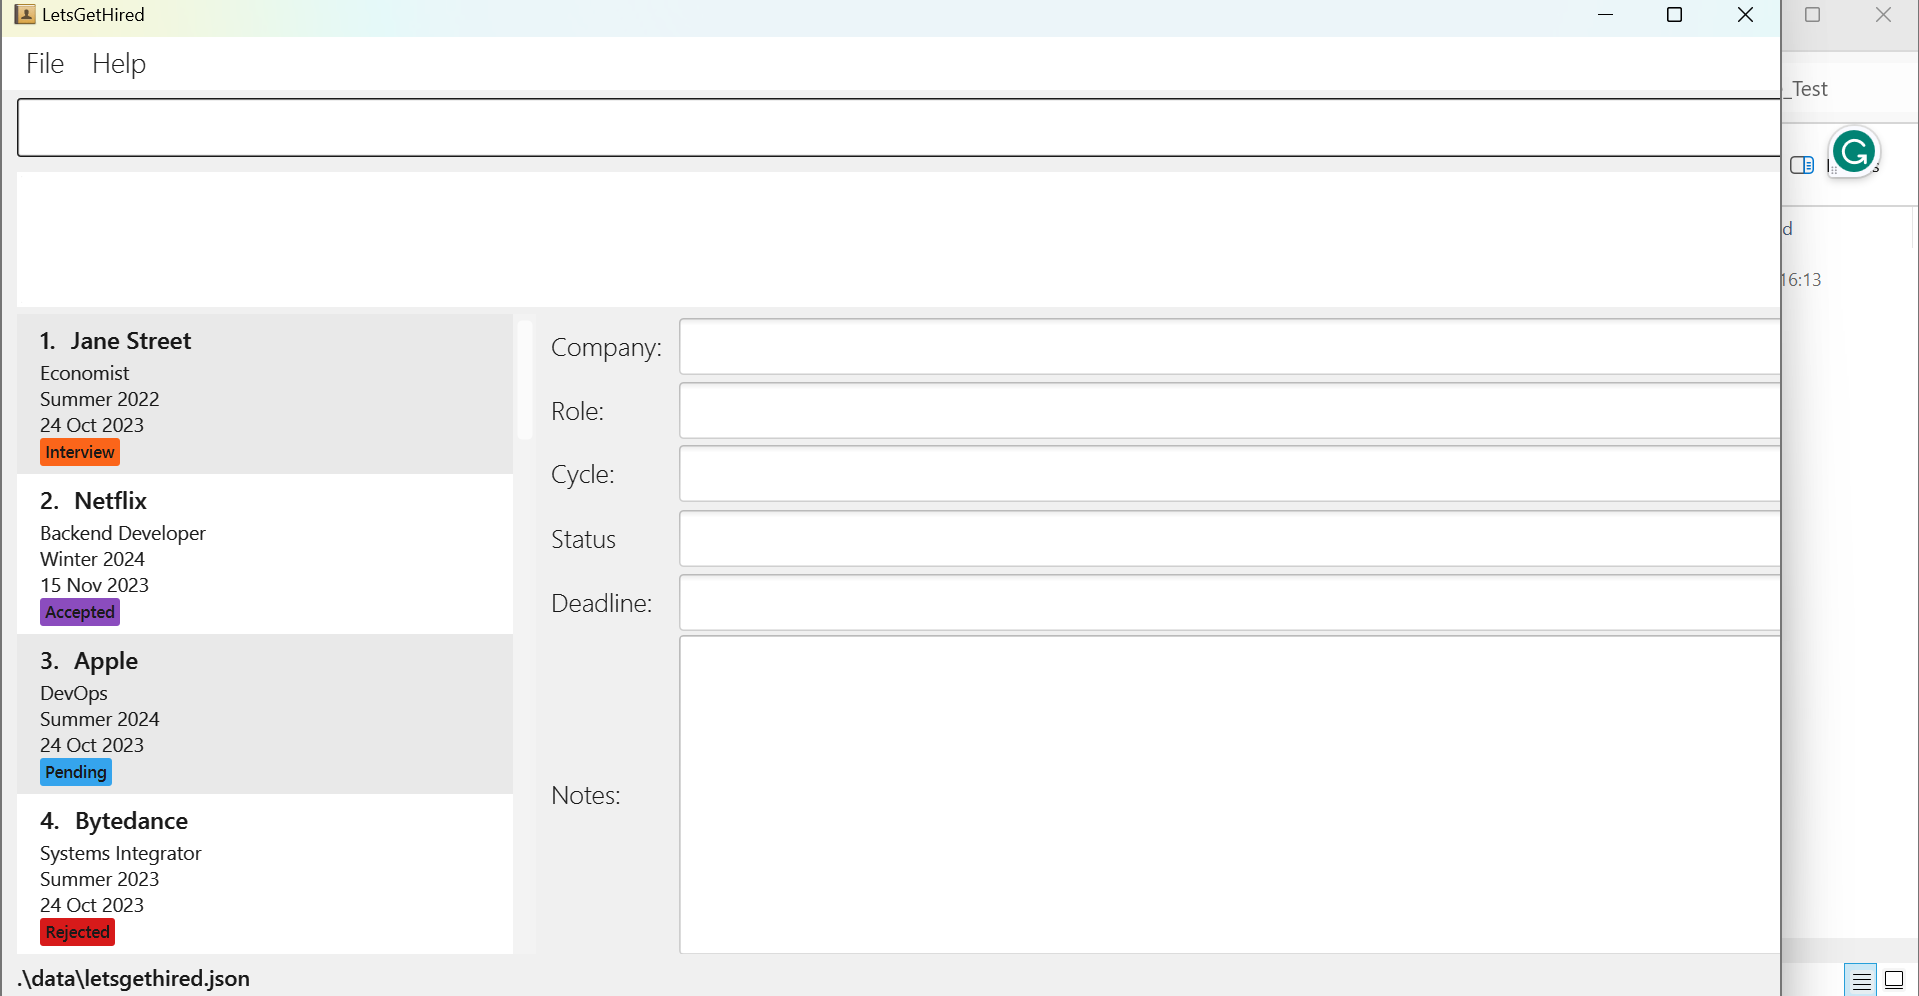 LetsGetHired
File Help
_Test
d
16:13
1. Jane Street
Economist
Summer 2022
24 Oct 2023
Interview
2. Netflix
Backend Developer
Winter 2024
15 Nov 2023
Accepted
3. Apple
DevOps
Summer 2024
24 Oct 2023
Pending
4. Bytedance
Systems Integrator
Summer 2023
24 Oct 2023
Rejected
Company:
Role:
Cycle:
Status
Deadline:
Notes:
.\data\letsgethired.json